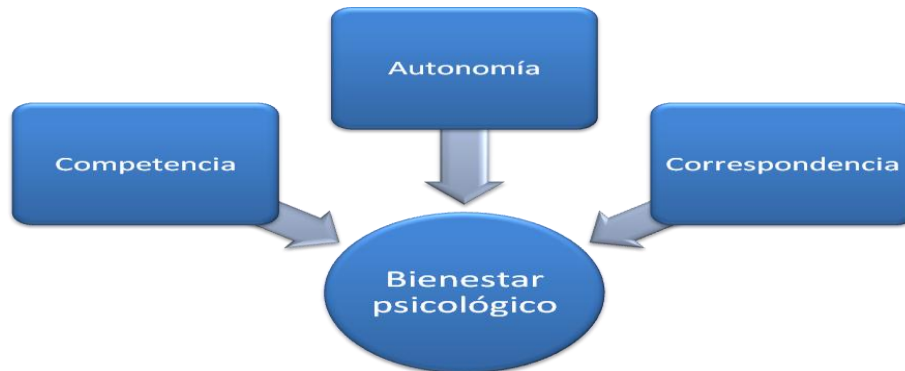 Autonomía
Competencia
Correspondencia
Bienestar
psicológico